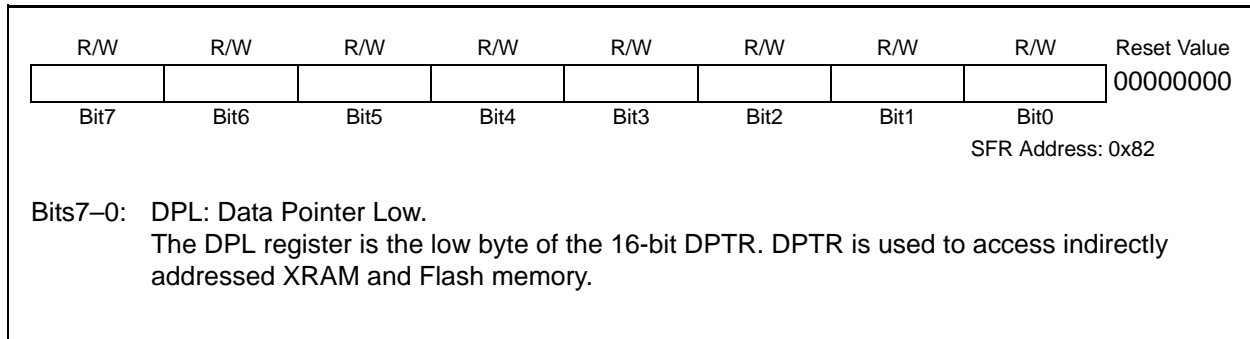 R/W R/W R/W R/W R/W R/W R/W R/W Reset Value
00000000
Bit7 Bit6 Bit5 Bit4 Bit3 Bit2 Bit1 Bit0
SFR Address: 0x82
Bits7–0: DPL: Data Pointer Low.
The DPL register is the low byte of the 16-bit DPTR. DPTR is used to access indirectly
addressed XRAM and Flash memory.